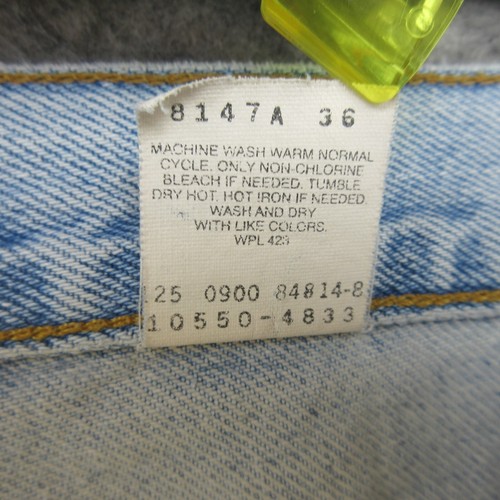 8147A 36
MACHINE WASH WARM NORMAL
CYCLE. ONLY NON-CHLORINE
BLEACH IF NEEDED. TUMBLE
DRY HOT. HOT IRON IF NEEDED.
WASH AND DRY
WITH LIKE COLORS.
WPL 423
25 0900 84814-8
10550-4833